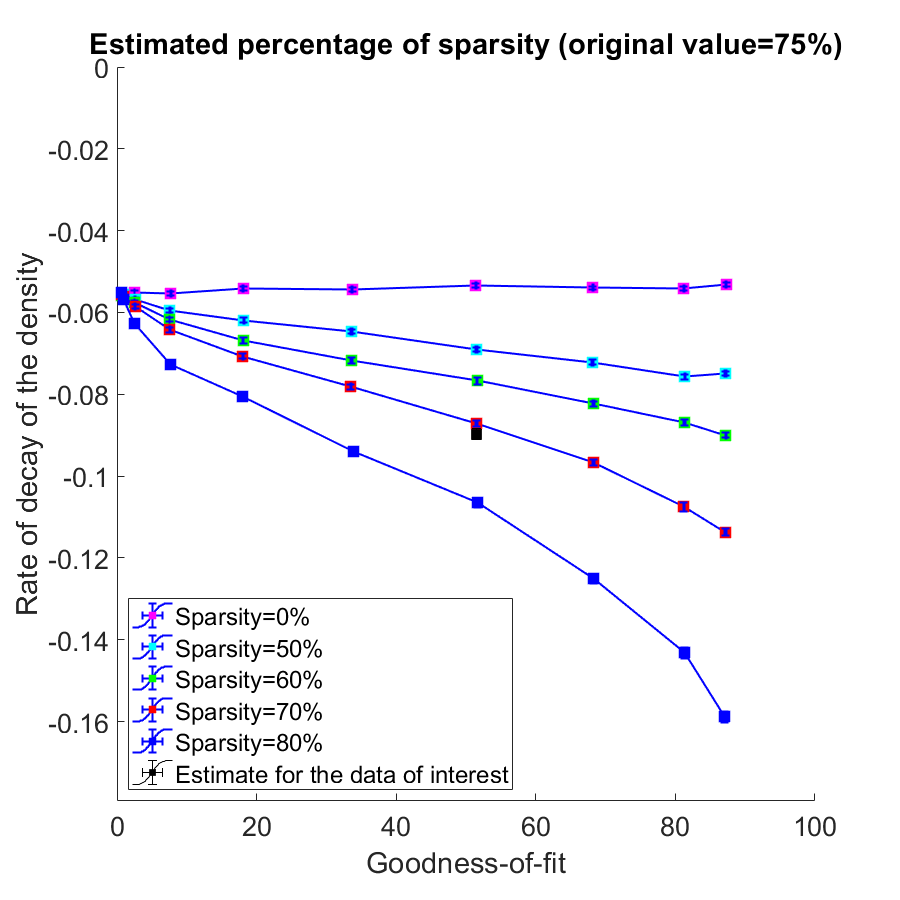 Estimated percentage of sparsity (original value=75%)
0
-0.02
-0.04
-0.06
-0.08
-0.1
-0.12
-0.14
-0.16
Rate of decay of the density
Sparsity=0%
Sparsity=50%
Sparsity=60%
Sparsity=70%
Sparsity=80%
Estimate for the data of interest
0 20 40 60 80 100
Goodness-of-fit